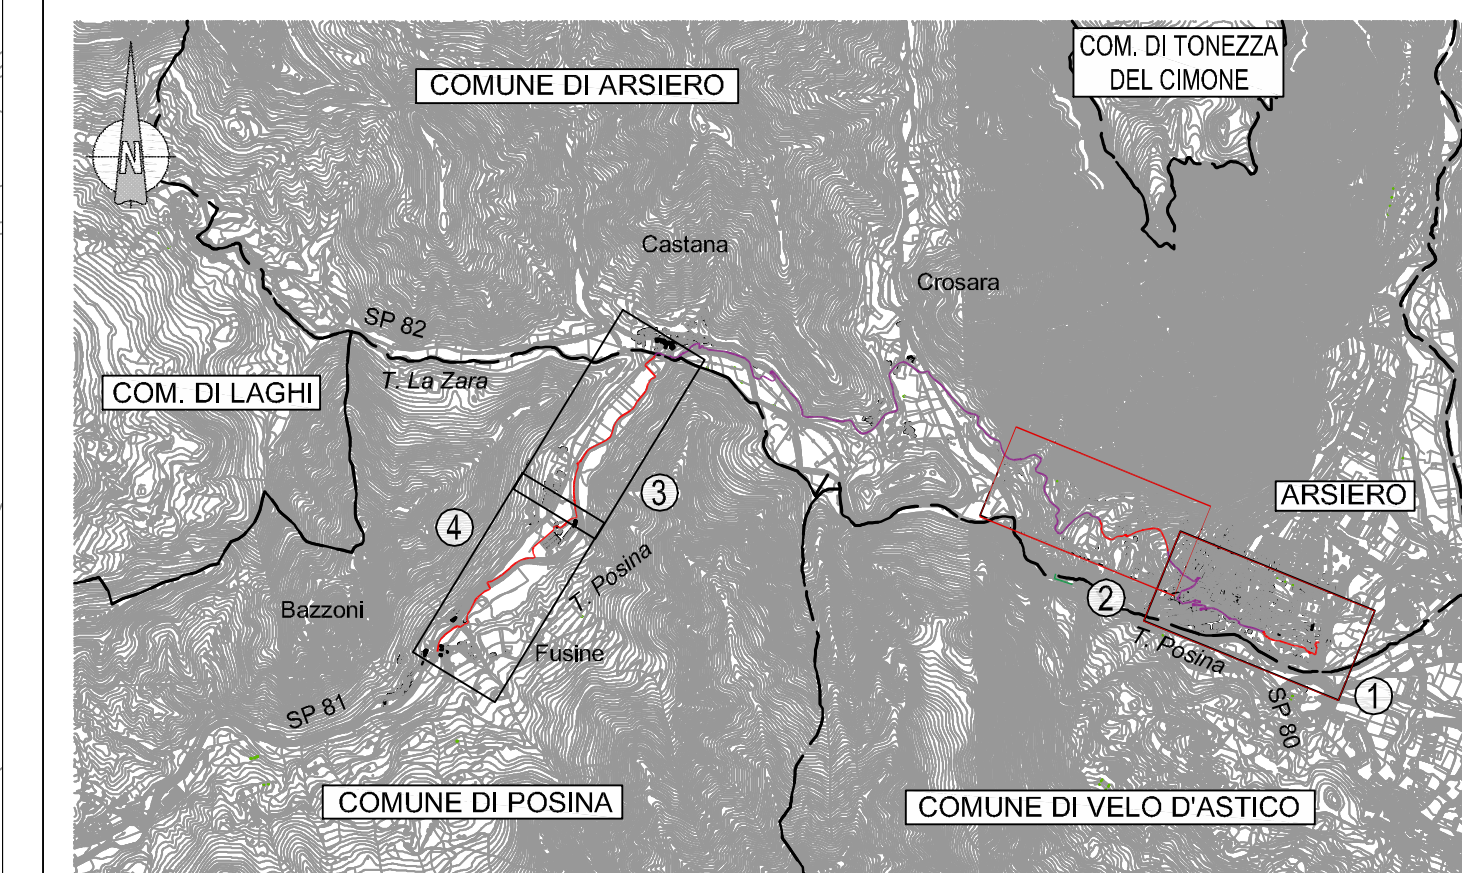 COM. DI TONEZZA
DEL CIMONE
COMUNE DI ARSIERO
N
Castana
Crosara
SP 82
T. La Zara
COM. DI LAGHI
ARSIERO
3
4
T. Posina
2
Bazzoni
Fusine
T. Posina
1
SP 81
SP 80
COMUNE DI POSINA
COMUNE DI VELO D'ASTICO